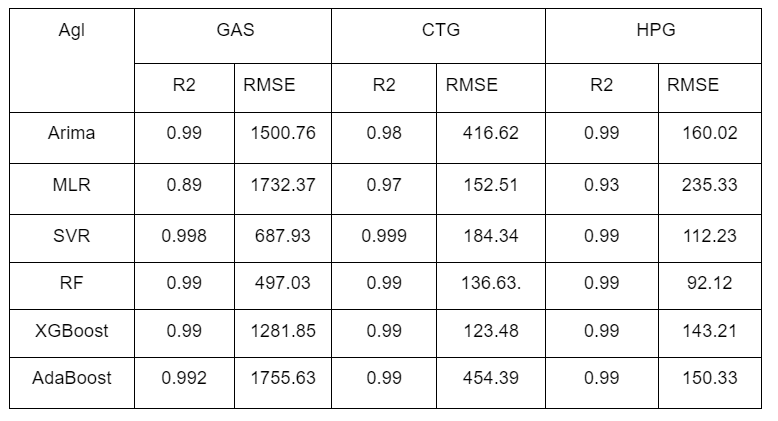 Agl GAS CTG HPG
R2 RMSE R2 RMSE R2 RMSE
Arima 0.99 1500.76 0.98 416.62 0.99 160.02
MLR 0.89 1732.37 0.97 152.51 0.93 235.33
SVR 0.998 687.93 0.999 184.34 0.99 112.23
RF 0.99 497.03 0.99 136.63. 0.99 92.12
XGBoost 0.99 1281.85 0.99 123.48 0.99 143.21
AdaBoost 0.992 1755.63 0.99 454.39 0.99 150.33